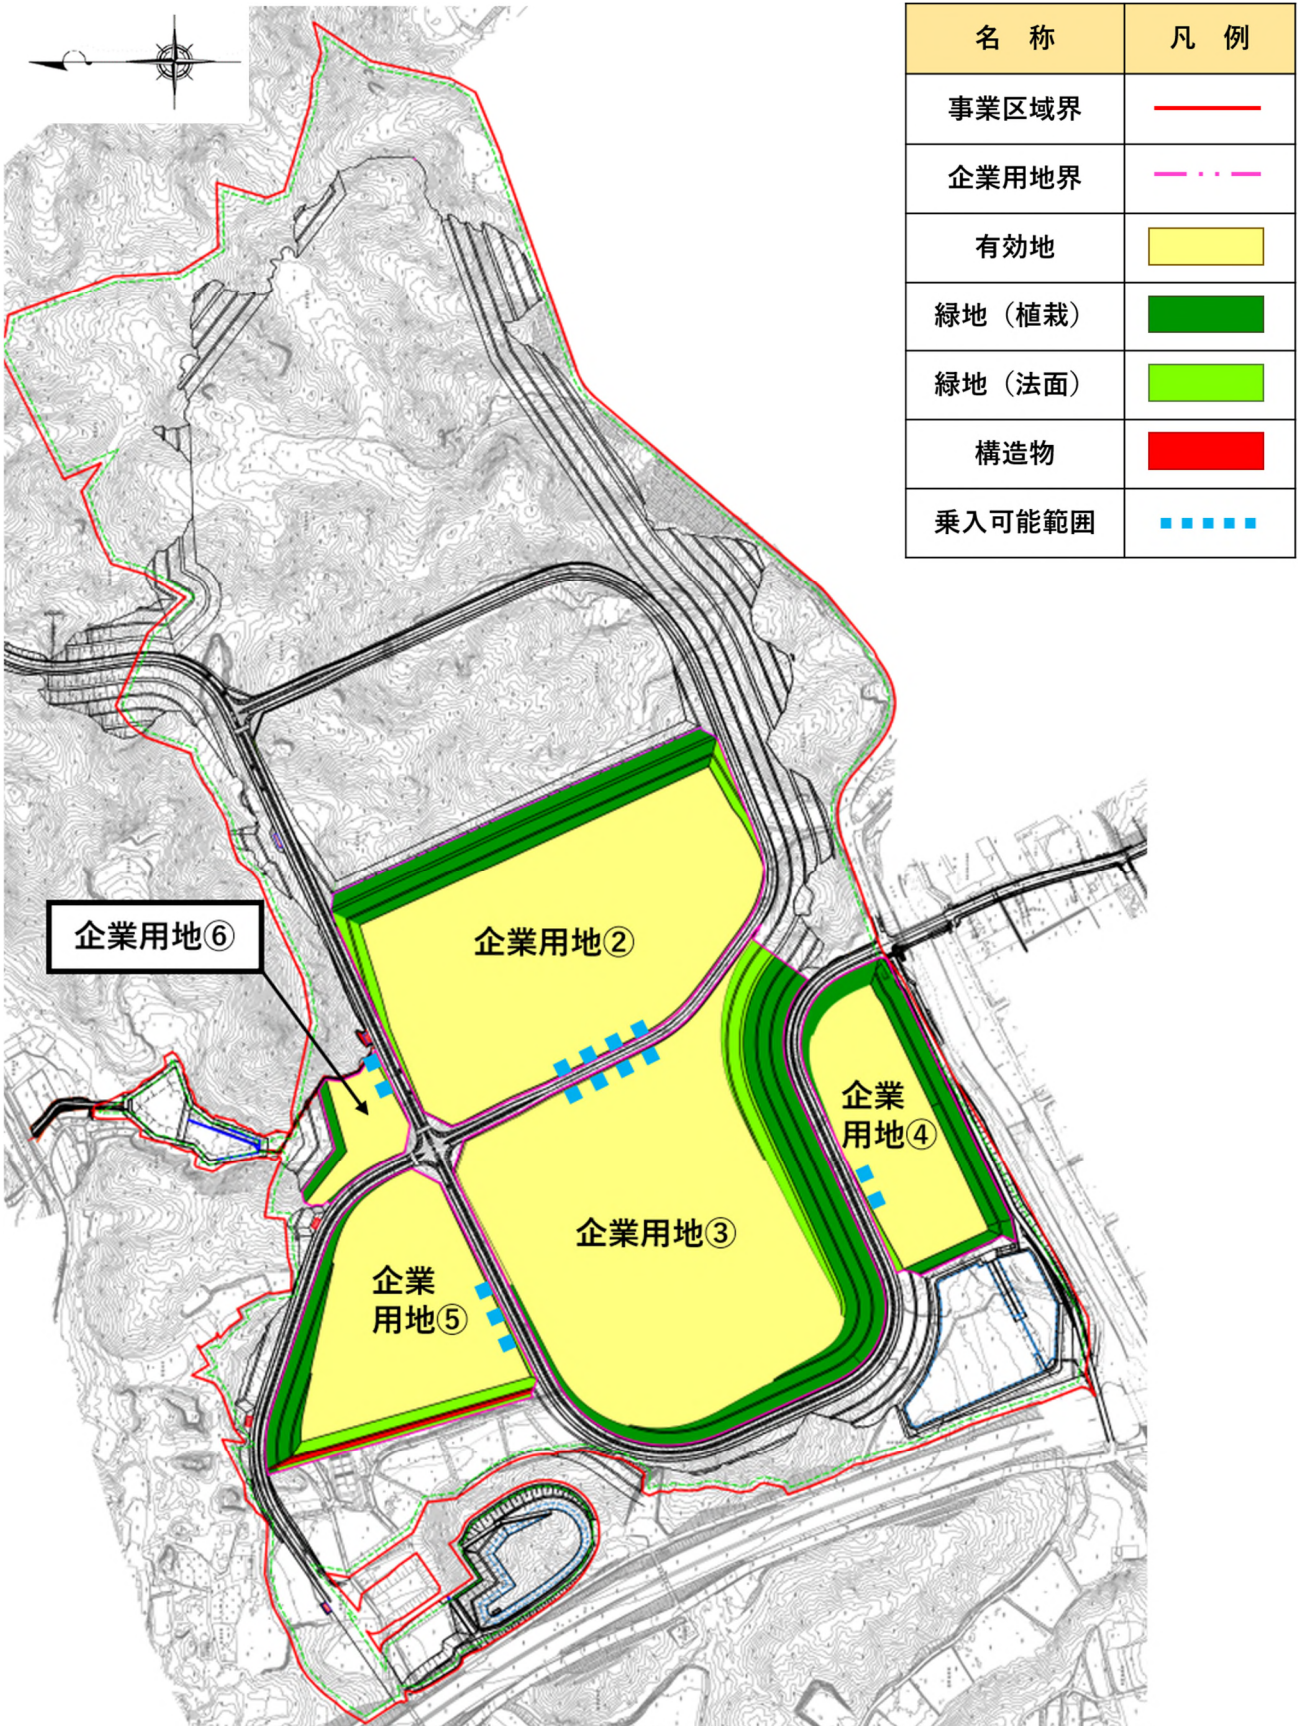 名 称 凡 例
事業区域界
企業用地界
有効地
緑地（植栽）
緑地（法面）
構造物
乗入可能範囲
企業用地⑥
企業用地②
企業
用地④
企業用地③
企業
用地⑤